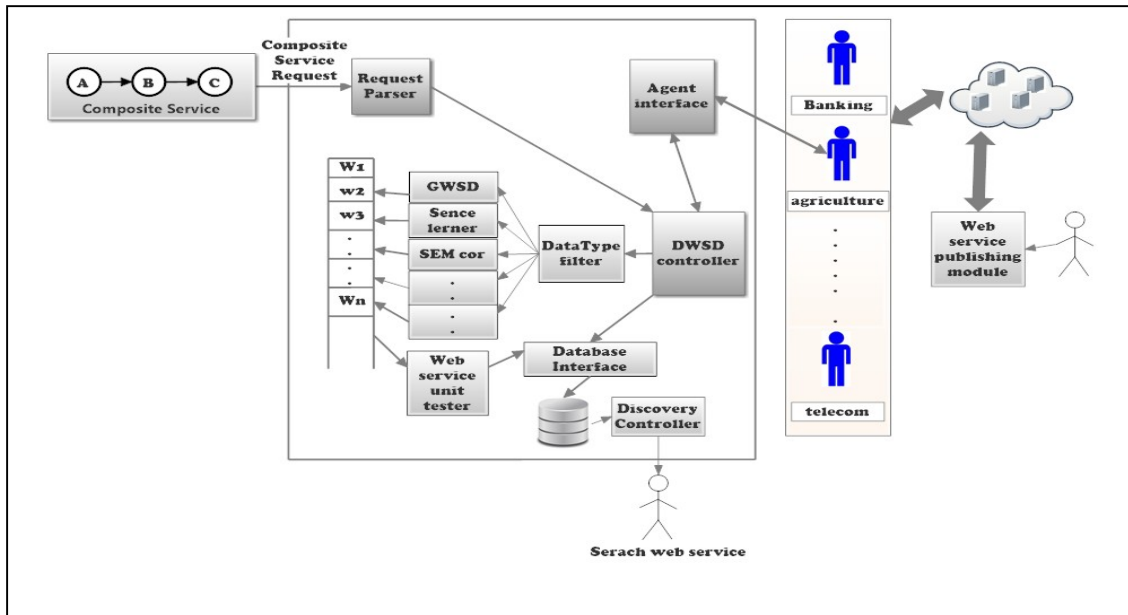 A
B
C
Composite Service
Composite
Service
Request
Request
Parser
Agent
interface
Banking
agriculture
telecom
Web
service
publishing
module
W1
w2
w3
Wn
GWSD
Sence
lerner
SEM cor
DataType
filter
DWSD
controller
Web
service
unit
tester
Database
Interface
Discovery
Controller
Serach web service